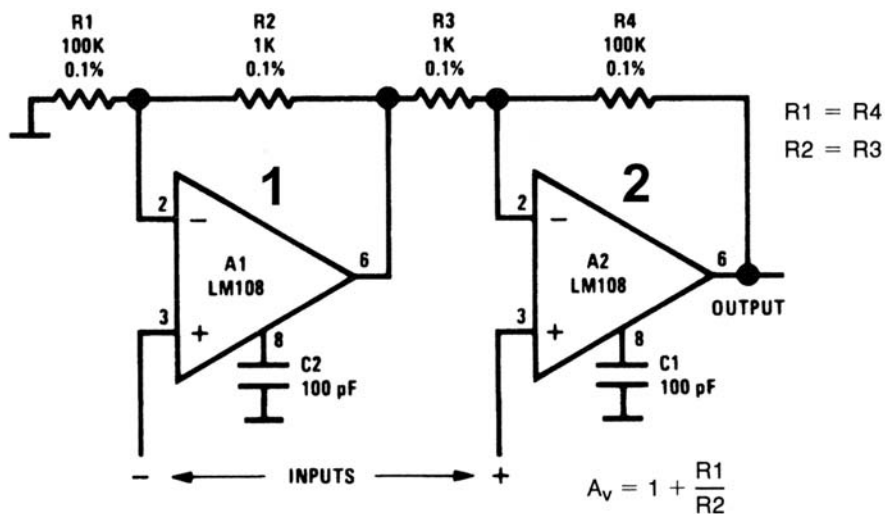 R1
100K
0.1%
R2
1K
0.1%
R3
1K
0.1%
R4
100K
0.1%
R1 = R4
R2 = R3
1
2
2
−
A1
LM108
6
3
+
8
C2
100 pF
2
−
A2
LM108
6
OUTPUT
3
+
8
C1
100 pF
− INPUTS +
Av = 1 + R1
R2